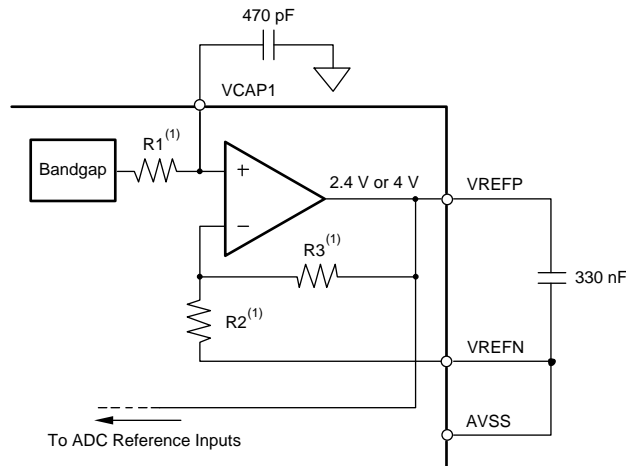 470 pF
VCAP1
R1(1)
Bandgap
+
2.4 V or 4 V
VREFP
−
R3(1)
330 nF
R2(1)
VREFN
AVSS
To ADC Reference Inputs